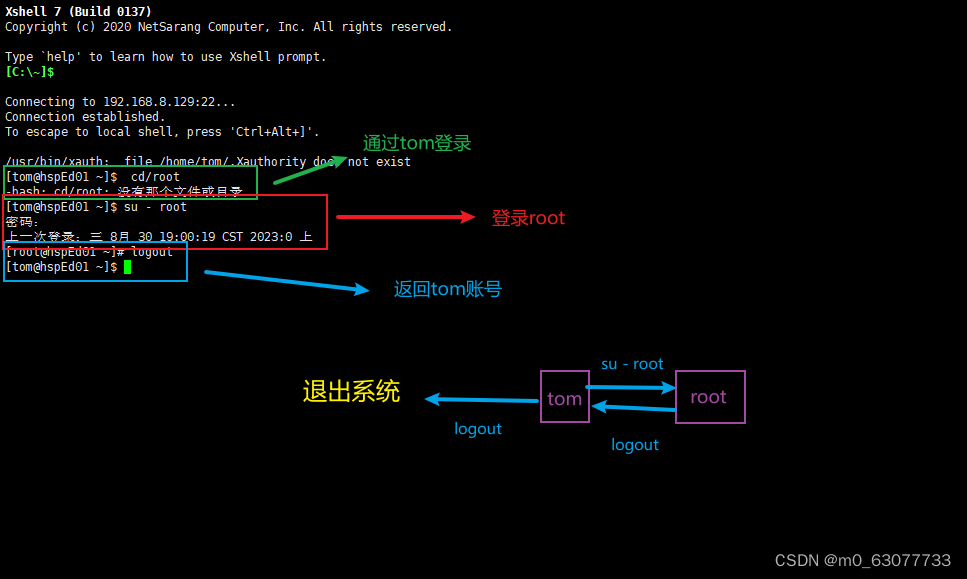 Xshell 7 (Build 0137)
Copyright (c) 2020 NetSarang Computer, Inc. All rights reserved.
Type `help' to learn how to use Xshell prompt.
[C:\~]$
Connecting to 192.168.8.129:22...
Connection established.
To escape to local shell, press 'Ctrl+Alt+]'.
通过tom登录
/usr/bin/xauth:  file /home/tom/.Xauthority does not exist
[tom@hspEd01 ~]$  cd/root
-bash: cd/root: 没有那个文件或目录
[tom@hspEd01 ~]$ su - root
登录root
密码:
上一次登录: 三 8月 30 19:00:19 CST 2023:0 上
[root@hspEd01 ~]# logout
[tom@hspEd01 ~]$
返回tom账号
su - root
退出系统
tom
root
logout
logout
CSDN @m0_63077733